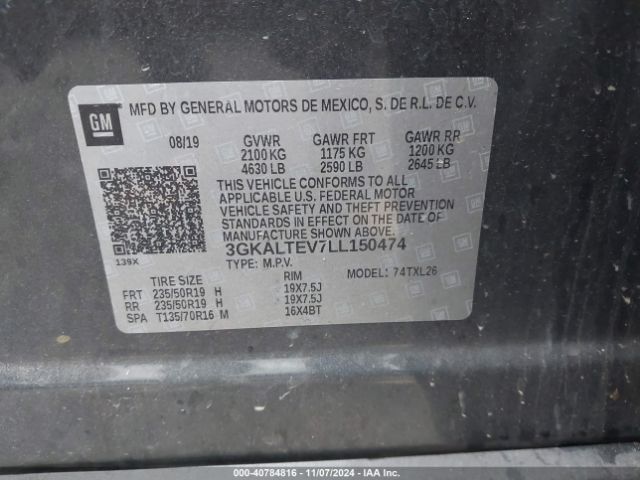 GM
MFD BY GENERAL MOTORS DE MEXICO, S. DE R.L. DE C.V.
08/19 GVWR GAWR FRT GAWR RR
2100 KG 1175 KG 1200 KG
4630 LB 2590 LB 2645 LB
THIS VEHICLE CONFORMS TO ALL
APPLICABLE U.S. FEDERAL MOTOR
VEHICLE SAFETY AND THEFT PREVENTION
STANDARDS IN EFFECT ON THE DATE OF
MANUFACTURE SHOWN ABOVE.
139X 3GKALTEV7LL150474
TYPE: M.P.V. MODEL: 74TXL26
TIRE SIZE RIM
FRT 235/50R19 H 19X7.5J
RR 235/50R19 H 19X7.5J
SPA T135/70R16 M 16X4BT
000-40784816 - 11/07/2024 - IAA Inc.